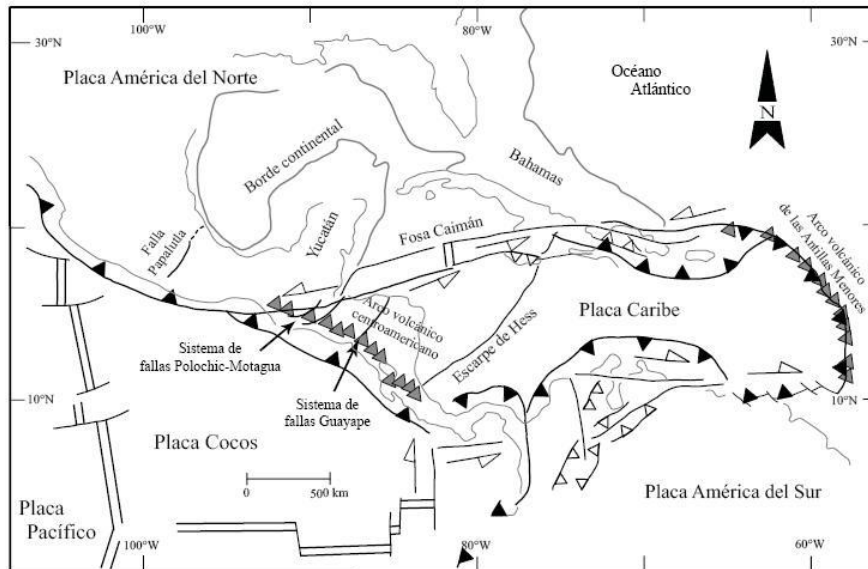 100°W
80°W
30°N
30°N
Placa América del Norte
Océano
Atlántico
N
Borde continental
Bahamas
Falla
Papalutla
Yucatán
Fosa Caimán
Arco volcánico
de las Antillas Menores
Arco volcánico
centroamericano
Escarpe de Hess
Placa Caribe
Sistema de
fallas Polochic-Motagua
Sistema de
fallas Guayape
10°N
10°N
Placa Cocos
0
500 km
Placa
Pacífico
Placa América del Sur
100°W
80°W
60°W